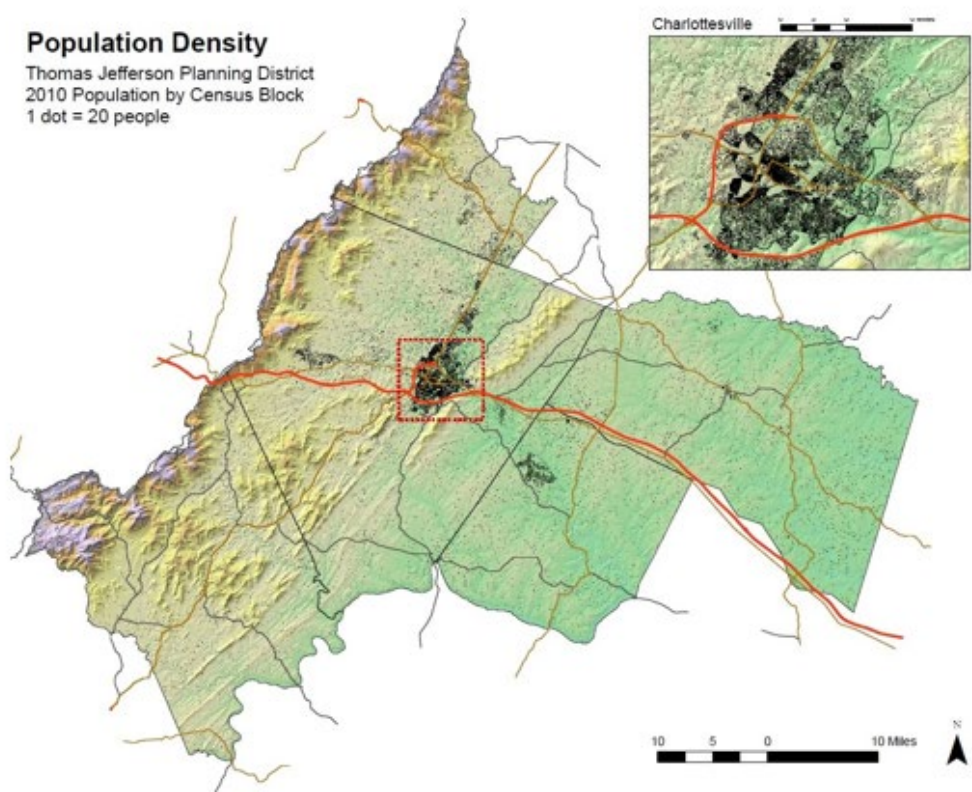 Population Density
Thomas Jefferson Planning District
2010 Population by Census Block
1 dot = 20 people
Charlottesville
Miles
10 5 0 10 Miles
N